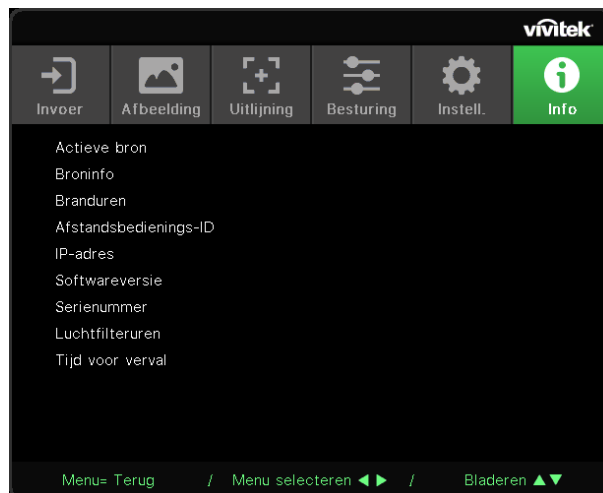 vivitek
Invoer Afbeelding Uitlijning Besturing Instell. Info
Actieve bron
Broninfo
Branduren
Afstandsbedienings-ID
IP-adres
Softwareversie
Serienummer
Luchtfilteruren
Tijd voor verval
Menu= Terug / Menu selecteren ◀ ▶ / Bladeren ▲▼